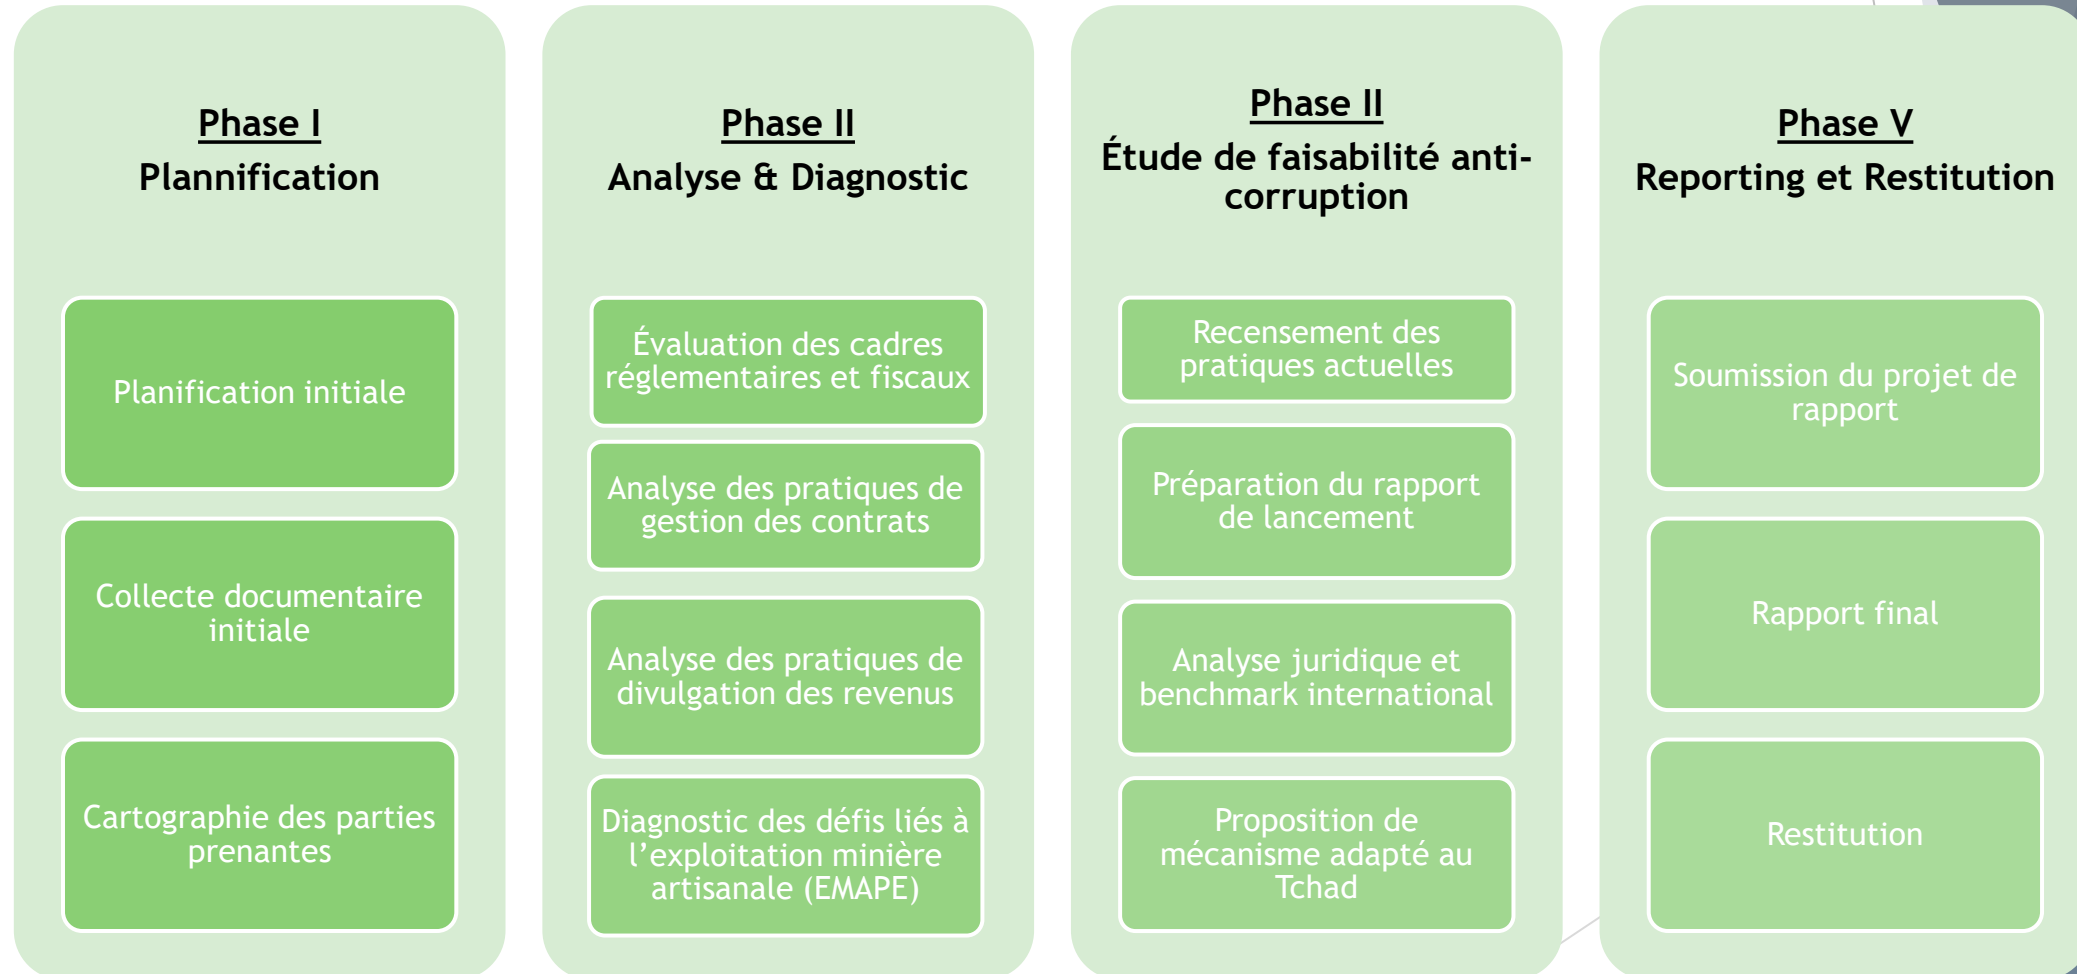 Phase I
Plannification
Planification initiale
Collecte documentaire
initiale
Cartographie des parties
prenantes
Phase II
Analyse & Diagnostic
Évaluation des cadres
réglementaires et fiscaux
Analyse des pratiques de
gestion des contrats
Analyse des pratiques de
divulgation des revenus
Diagnostic des défis liés à
l’exploitation minière
artisanale (EMAPE)
Phase II
Étude de faisabilité anti-
corruption
Recensement des
pratiques actuelles
Préparation du rapport
de lancement
Analyse juridique et
benchmark international
Proposition de
mécanisme adapté au
Tchad
Phase V
Reporting et Restitution
Soumission du projet de
rapport
Rapport final
Restitution